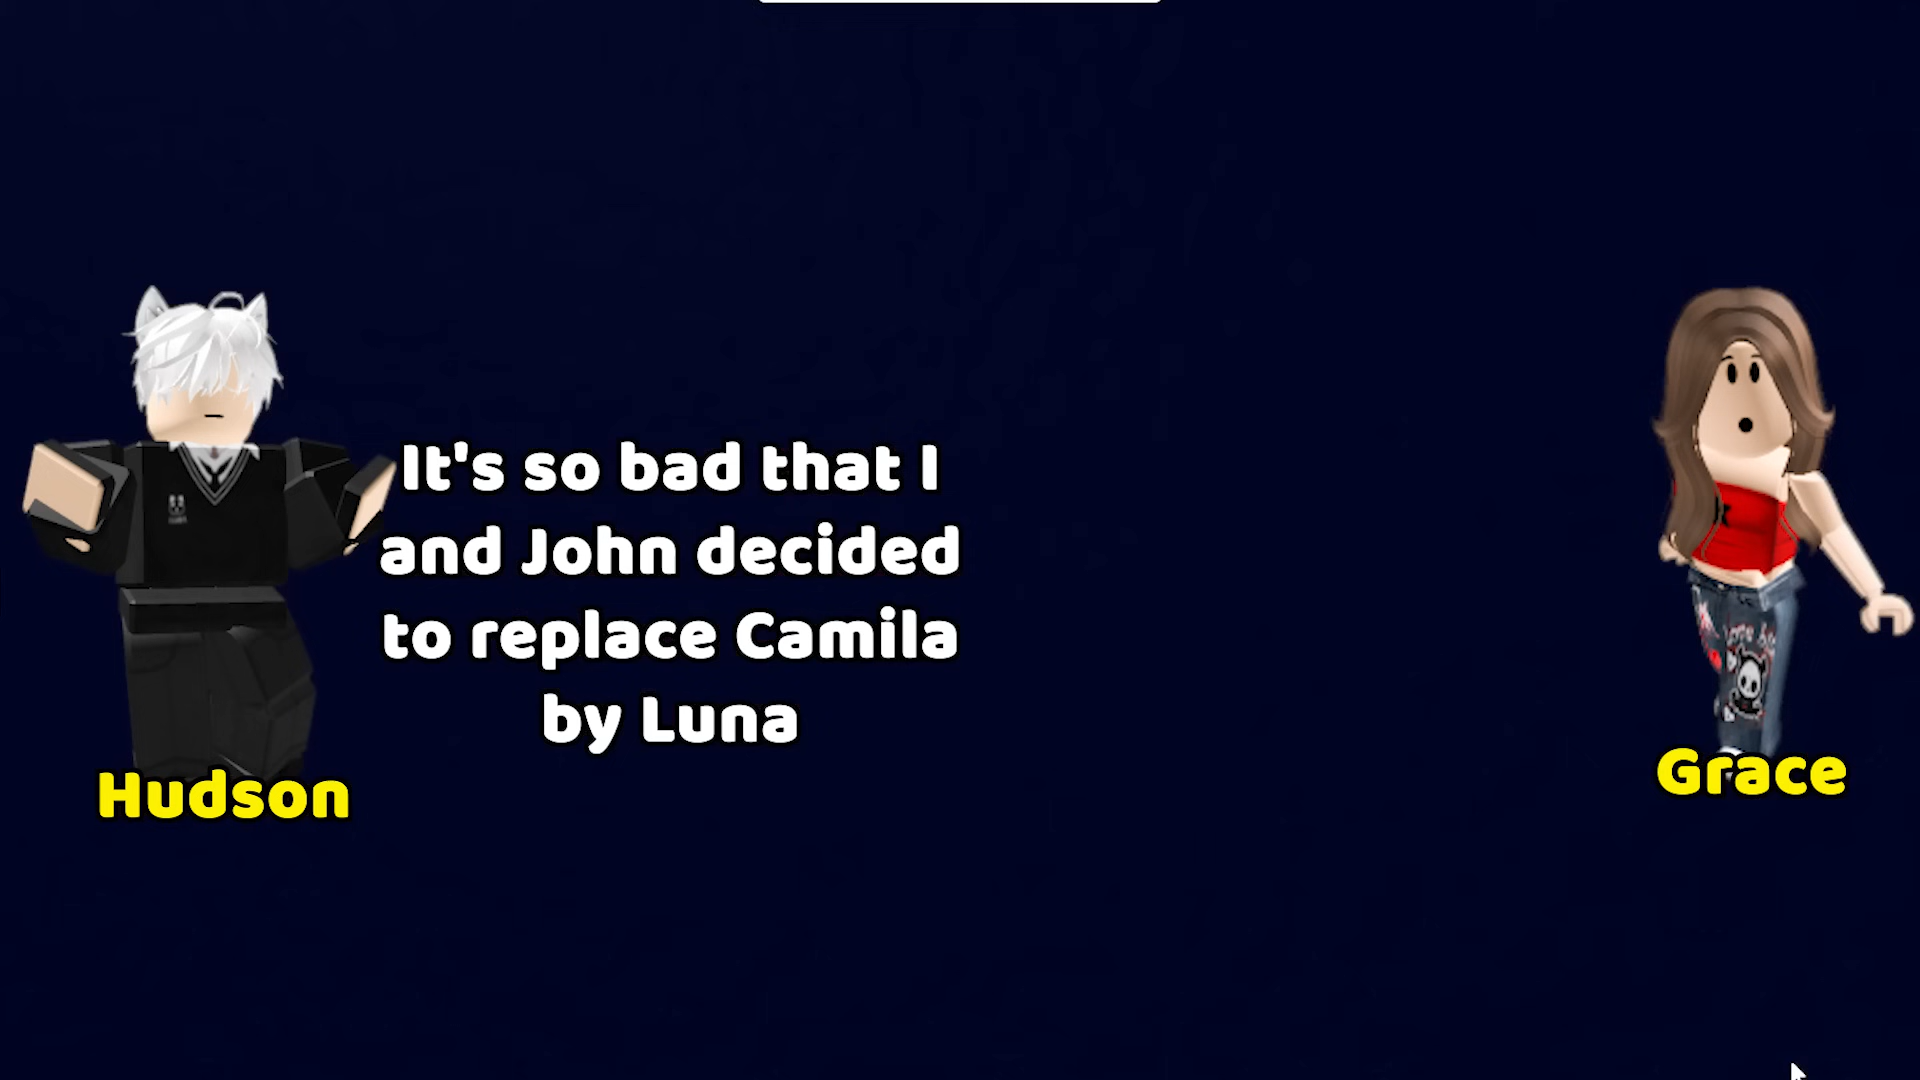 It's so bad that I
and John decided
to replace Camila
by Luna
Hudson
Grace